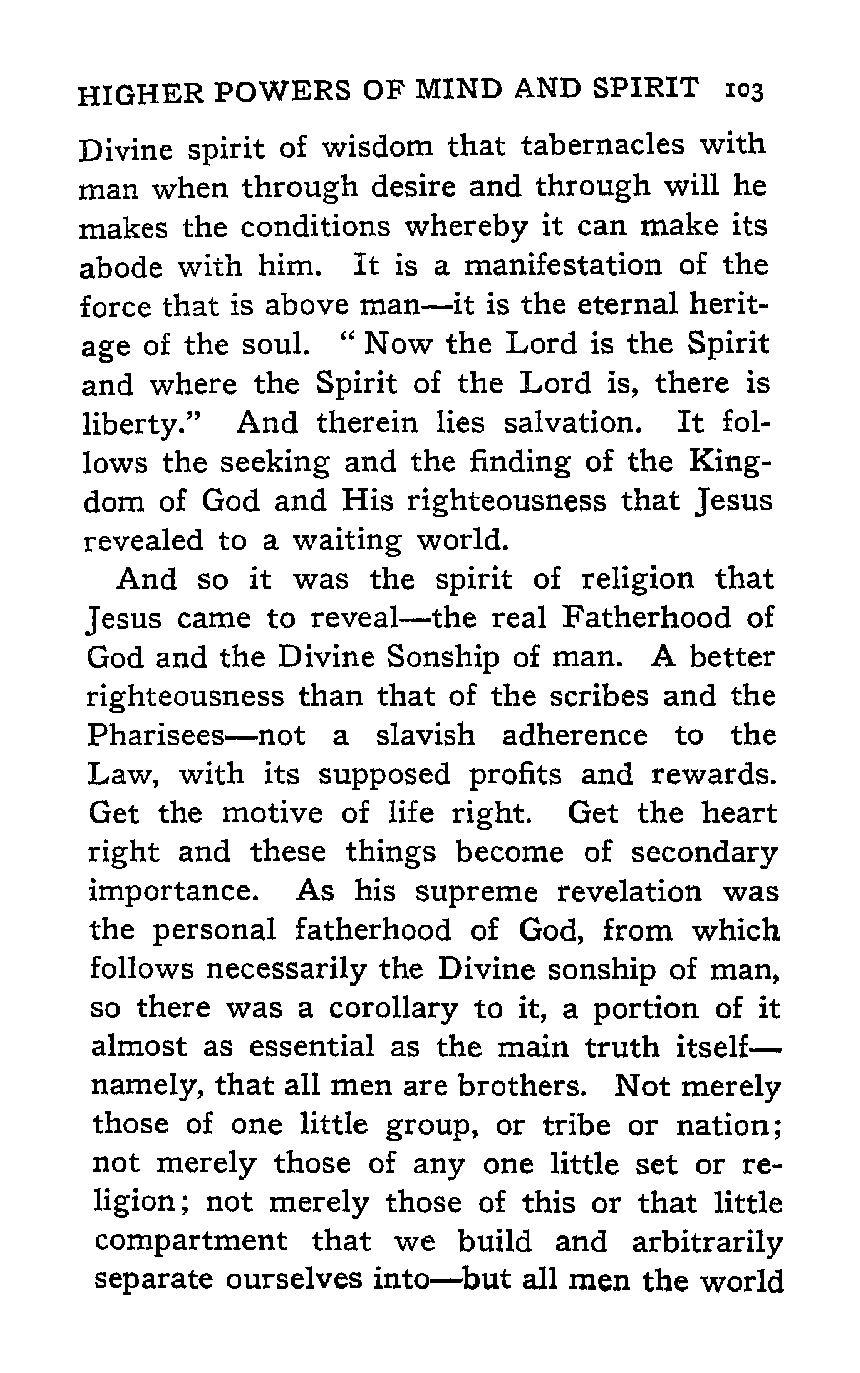 HIGHER POWERS OF MIND AND SPIRIT 103
Divine spirit of wisdom that tabernacles with
man when through desire and through will he
makes the conditions whereby it can make its
abode with him. It is a manifestation of the
force that is above man—it is the eternal herit-
age of the soul. “ Now the Lord is the Spirit
and where the Spirit of the Lord is, there is
liberty.” And therein lies salvation. It fol-
lows the seeking and the finding of the King-
dom of God and His righteousness that Jesus
revealed to a waiting world.
And so it was the spirit of religion that
Jesus came to reveal—the real Fatherhood of
God and the Divine Sonship of man. A better
righteousness than that of the scribes and the
Pharisees—not a slavish adherence to the
Law, with its supposed profits and rewards.
Get the motive of life right. Get the heart
right and these things become of secondary
importance. As his supreme revelation was
the personal fatherhood of God, from which
follows necessarily the Divine sonship of man,
so there was a corollary to it, a portion of it
almost as essential as the main truth itself—
namely, that all men are brothers. Not merely
those of one little group, or tribe or nation;
not merely those of any one little set or re-
ligion; not merely those of this or that little
compartment that we build and arbitrarily
separate ourselves into—but all men the world